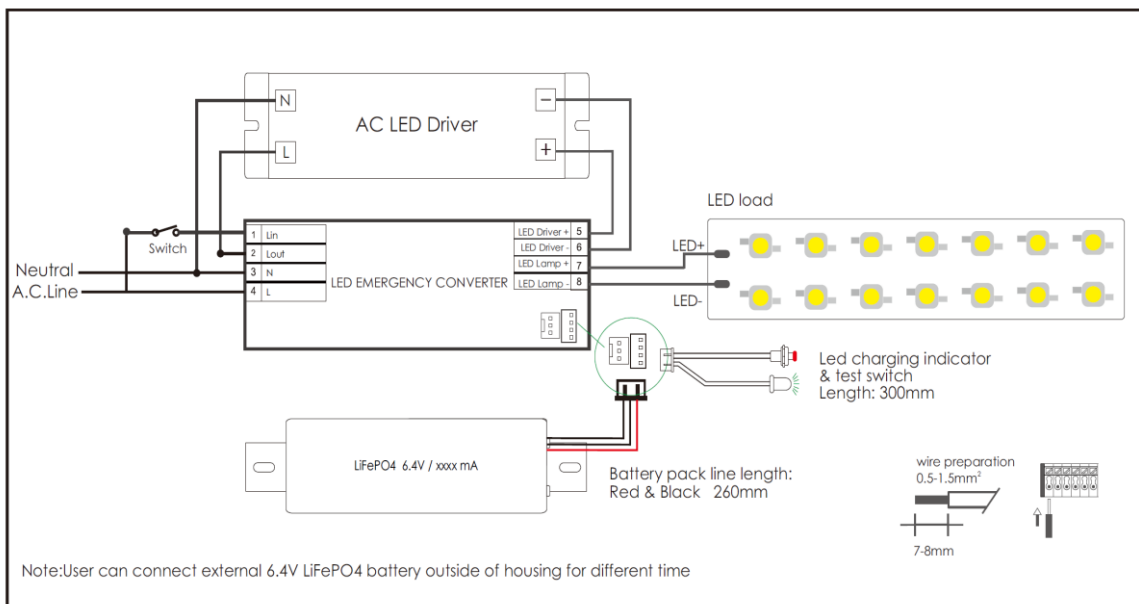 N
AC LED Driver
−
L
+
LED load
1 Lin
LED Driver + 5
Switch
2 Lout
LED Driver - 6
LED+
Neutral
3 N
LED EMERGENCY CONVERTER
LED Lamp + 7
A.C.Line
4 L
LED Lamp - 8
LED-
Led charging indicator
& test switch
Length: 300mm
LiFePO4 6.4V / xxxx mA
Battery pack line length:
Red & Black 260mm
wire preparation
0.5-1.5mm²
7-8mm
Note:User can connect external 6.4V LiFePO4 battery outside of housing for different time